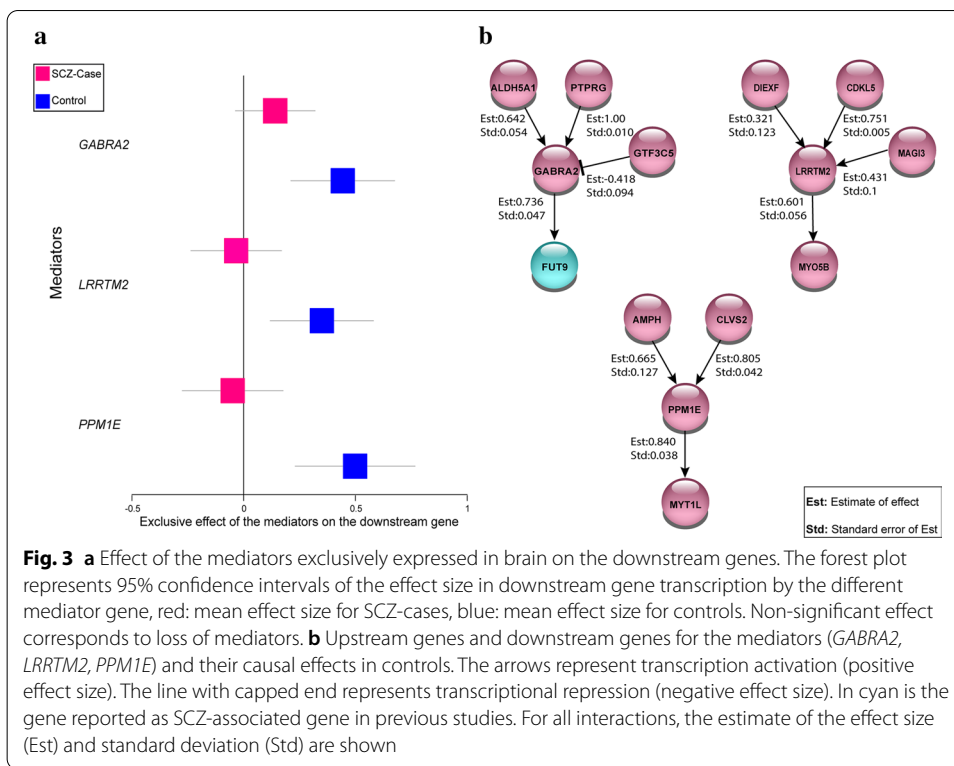 a
SCZ-Case
Control
GABRA2
LRRTM2
PPM1E
Mediators
-0.5
0
0.5
1
Exclusive effect of the mediators on the downstream gene
b
ALDH5A1
PTPRG
Est:0.642
Std:0.054
Est:1.00
Std:0.010
GTF3C5
GABRA2
Est:-0.418
Std:0.094
Est:0.736
Std:0.047
FUT9
DIEXF
CDKL5
Est:0.321
Std:0.123
Est:0.751
Std:0.005
MAGI3
LRRTM2
Est:0.431
Std:0.1
Est:0.601
Std:0.056
MYO5B
AMPH
CLVS2
Est:0.665
Std:0.127
Est:0.805
Std:0.042
PPM1E
Est:0.840
Std:0.038
MYT1L
Est: Estimate of effect
Std: Standard error of Est
Fig. 3 a Effect of the mediators exclusively expressed in brain on the downstream genes. The forest plot
represents 95% confidence intervals of the effect size in downstream gene transcription by the different
mediator gene, red: mean effect size for SCZ-cases, blue: mean effect size for controls. Non-significant effect
corresponds to loss of mediators. b Upstream genes and downstream genes for the mediators (GABRA2,
LRRTM2, PPM1E) and their causal effects in controls. The arrows represent transcription activation (positive
effect size). The line with capped end represents transcriptional repression (negative effect size). In cyan is the
gene reported as SCZ-associated gene in previous studies. For all interactions, the estimate of the effect size
(Est) and standard deviation (Std) are shown